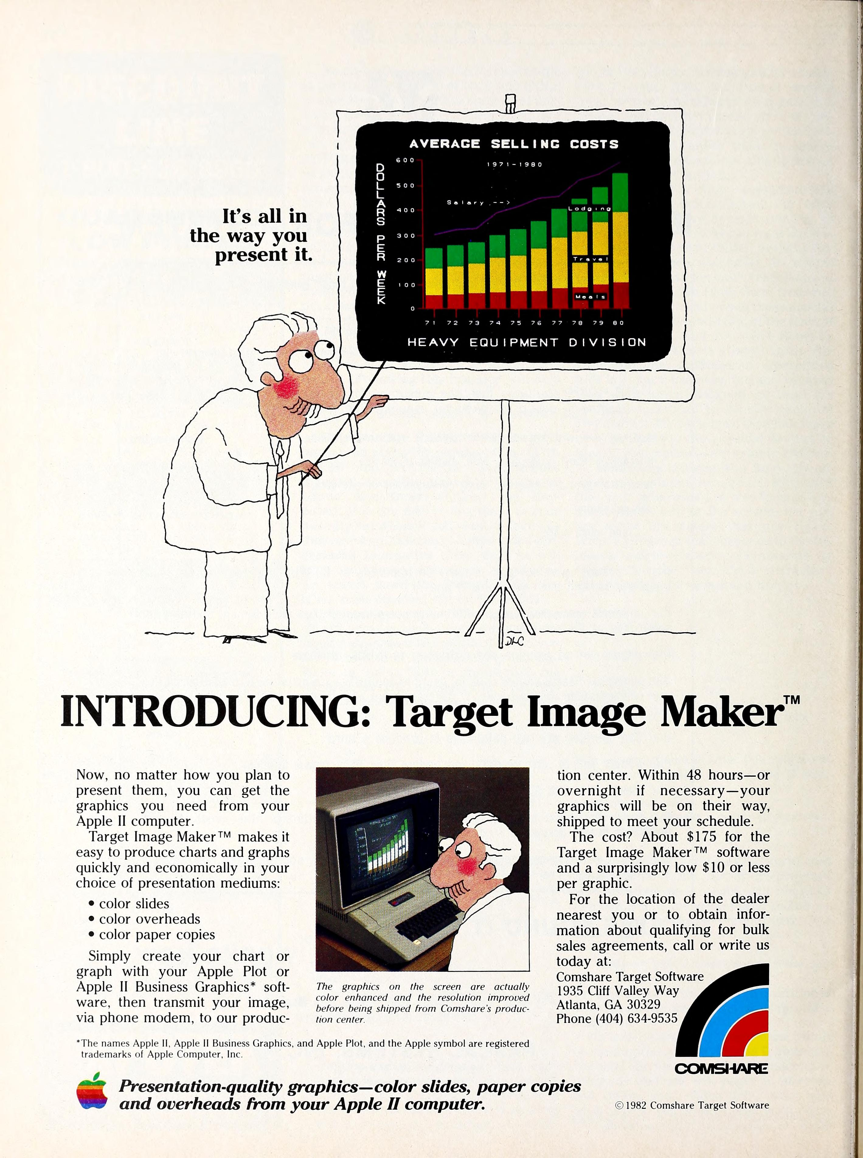 It's all in
the way you
present it.
AVERAGE SELLING COSTS
1971-1980
DOLLARS PER WEEK
600
500
400
300
200
100
0
Salary -->
Lodging
Travel
Meals
71 72 73 74 75 76 77 78 79 80
HEAVY EQUIPMENT DIVISION
DLC
INTRODUCING: Target Image Maker™
Now, no matter how you plan to
present them, you can get the
graphics you need from your
Apple II computer.
Target Image Maker™ makes it
easy to produce charts and graphs
quickly and economically in your
choice of presentation mediums:
• color slides
• color overheads
• color paper copies
Simply create your chart or
graph with your Apple Plot or
Apple II Business Graphics* soft-
ware, then transmit your image,
via phone modem, to our produc-
The graphics on the screen are actually
color enhanced and the resolution improved
before being shipped from Comshare's produc-
tion center.
tion center. Within 48 hours—or
overnight if necessary—your
graphics will be on their way,
shipped to meet your schedule.
The cost? About $175 for the
Target Image Maker™ software
and a surprisingly low $10 or less
per graphic.
For the location of the dealer
nearest you or to obtain infor-
mation about qualifying for bulk
sales agreements, call or write us
today at:
Comshare Target Software
1935 Cliff Valley Way
Atlanta, GA 30329
Phone (404) 634-9535
COMSHARE
*The names Apple II, Apple II Business Graphics, and Apple Plot, and the Apple symbol are registered
trademarks of Apple Computer, Inc.
Presentation-quality graphics—color slides, paper copies
and overheads from your Apple II computer.
© 1982 Comshare Target Software